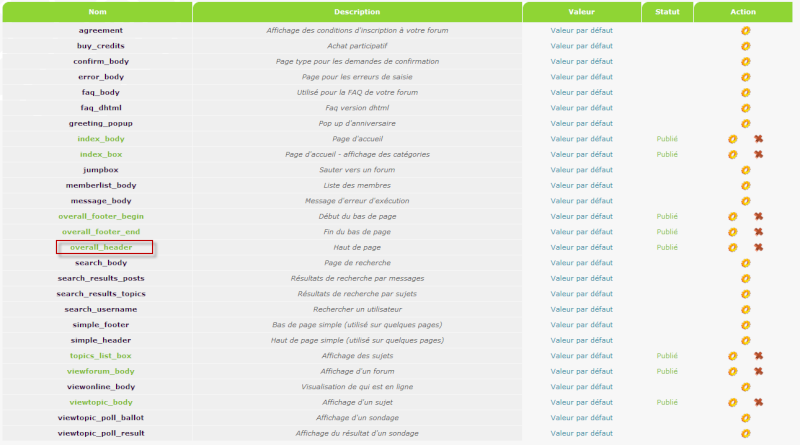 Nom Description Valeur Statut Action
agreement Affichage des conditions d'inscription à votre forum Valeur par défaut
buy_credits Achat participatif Valeur par défaut
confirm_body Page type pour les demandes de confirmation Valeur par défaut
error_body Page pour les erreurs de saisie Valeur par défaut
faq_body Utilisé pour la FAQ de votre forum Valeur par défaut
faq_dhtml Faq version dhtml Valeur par défaut
greeting_popup Pop up d'anniversaire Valeur par défaut
index_body Page d'accueil Valeur par défaut Publié
index_box Page d'accueil - affichage des catégories Valeur par défaut Publié
jumpbox Sauter vers un forum Valeur par défaut
memberlist_body Liste des membres Valeur par défaut
message_body Message d'erreur d'exécution Valeur par défaut
overall_footer_begin Début du bas de page Valeur par défaut Publié
overall_footer_end Fin du bas de page Valeur par défaut Publié
overall_header Haut de page Valeur par défaut Publié
search_body Page de recherche Valeur par défaut
search_results_posts Résultats de recherche par messages Valeur par défaut
search_results_topics Résultats de recherche par sujets Valeur par défaut
search_username Rechercher un utilisateur Valeur par défaut
simple_footer Bas de page simple (utilisé sur quelques pages) Valeur par défaut
simple_header Haut de page simple (utilisé sur quelques pages) Valeur par défaut
topics_list_box Affichage des sujets Valeur par défaut Publié
viewforum_body Affichage d'un forum Valeur par défaut Publié
viewonline_body Visualisation de qui est en ligne Valeur par défaut
viewtopic_body Affichage d'un sujet Valeur par défaut Publié
viewtopic_poll_ballot Affichage d'un sondage Valeur par défaut
viewtopic_poll_result Affichage du résultat d'un sondage Valeur par défaut